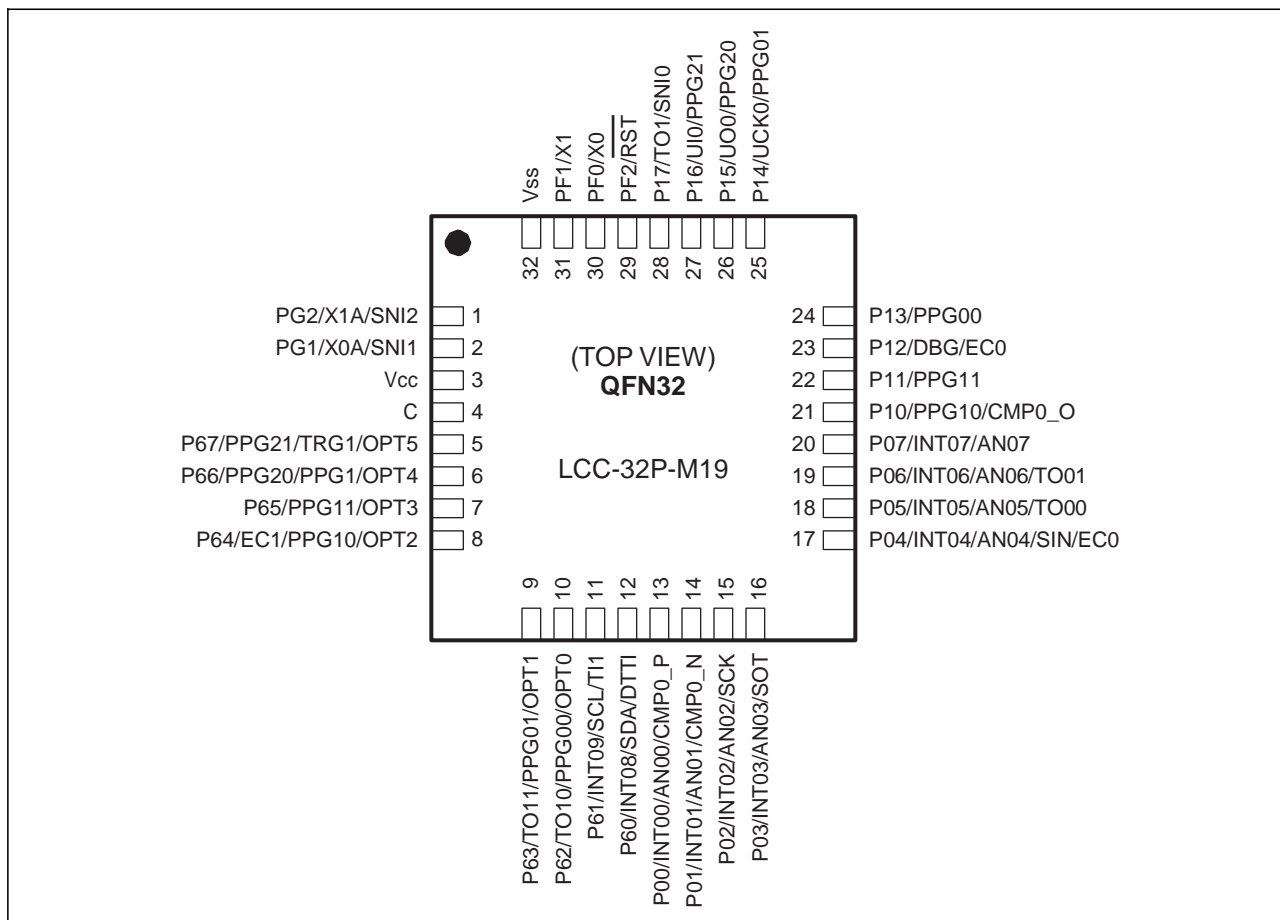 Vss
PF1/X1
PF0/X0
PF2/RST
P17/TO1/SNI0
P16/UI0/PPG21
P15/UO0/PPG20
P14/UCK0/PPG01
32
31
30
29
28
27
26
25
PG2/X1A/SNI2 1
PG1/X0A/SNI1 2
Vcc 3
C 4
P67/PPG21/TRG1/OPT5 5
P66/PPG20/PPG1/OPT4 6
P65/PPG11/OPT3 7
P64/EC1/PPG10/OPT2 8
(TOP VIEW)
QFN32
LCC-32P-M19
24 P13/PPG00
23 P12/DBG/EC0
22 P11/PPG11
21 P10/PPG10/CMP0_O
20 P07/INT07/AN07
19 P06/INT06/AN06/TO01
18 P05/INT05/AN05/TO00
17 P04/INT04/AN04/SIN/EC0
9
10
11
12
13
14
15
16
P63/TO11/PPG01/OPT1
P62/TO10/PPG00/OPT0
P61/INT09/SCL/TI1
P60/INT08/SDA/DTTI
P00/INT00/AN00/CMP0_P
P01/INT01/AN01/CMP0_N
P02/INT02/AN02/SCK
P03/INT03/AN03/SOT